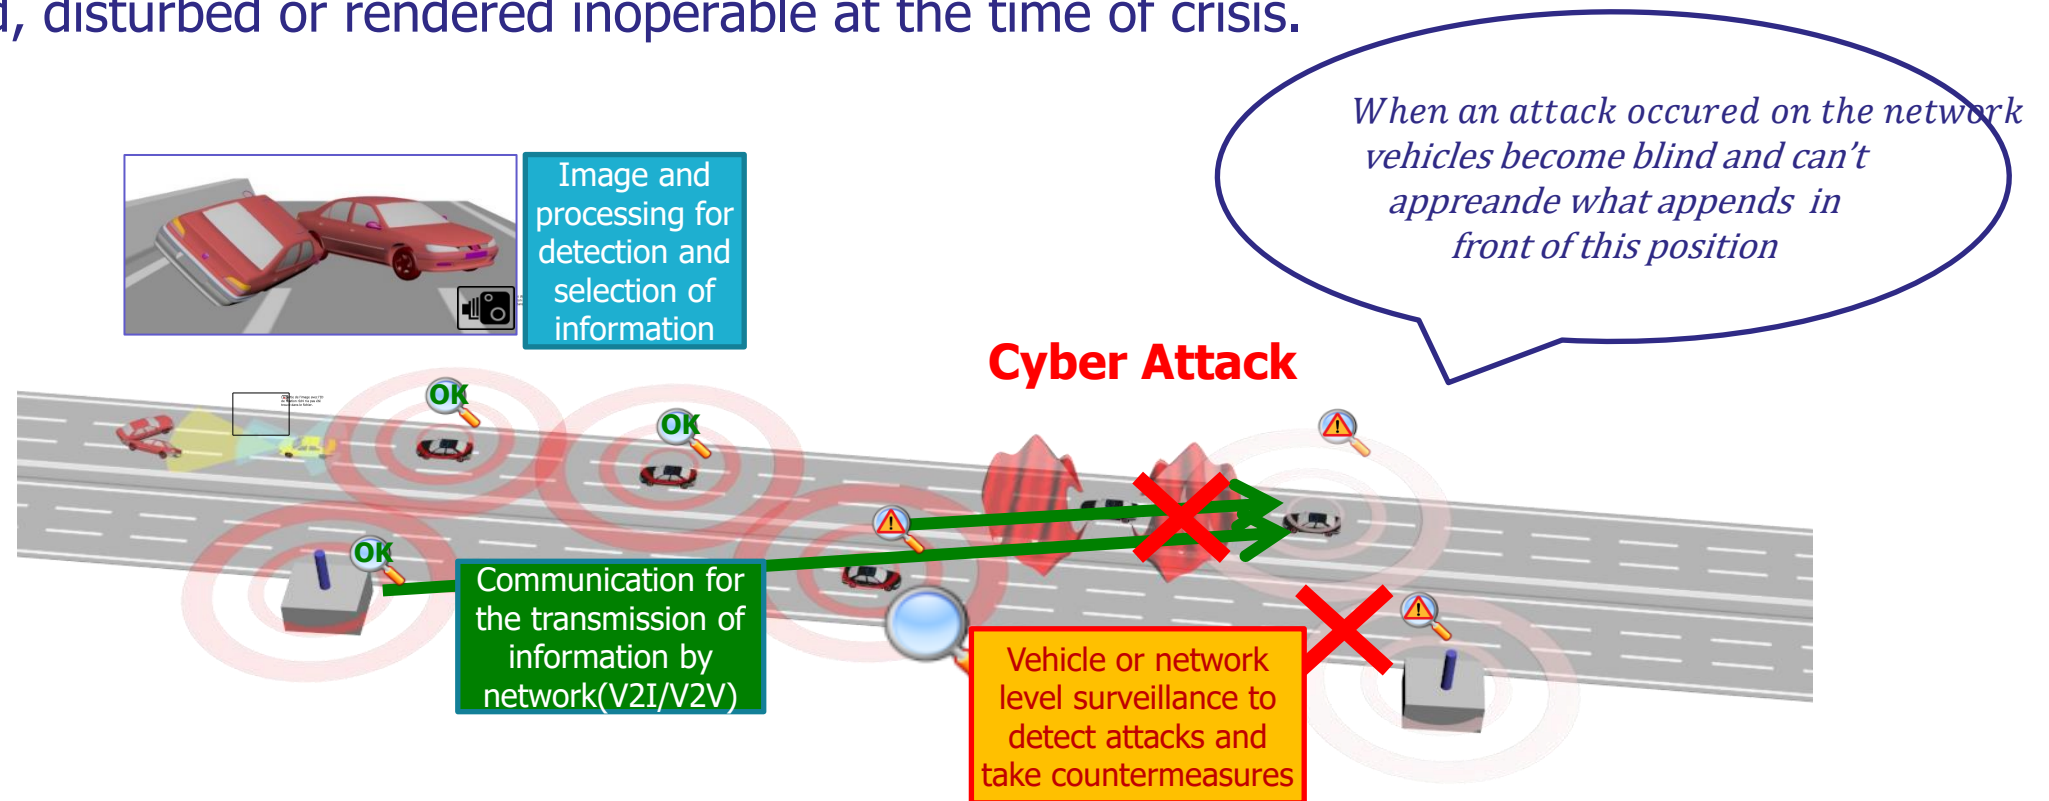 , disturbed or rendered inoperable at the time of crisis.
When an attack occured on the network
vehicles become blind and can't
appreande what appends in
front of this position
Image and
processing for
detection and
selection of
information
Cyber Attack
OK
OK
OK
Communication for
the transmission of
information by
network(V2I/V2V)
Vehicle or network
level surveillance to
detect attacks and
take countermeasures